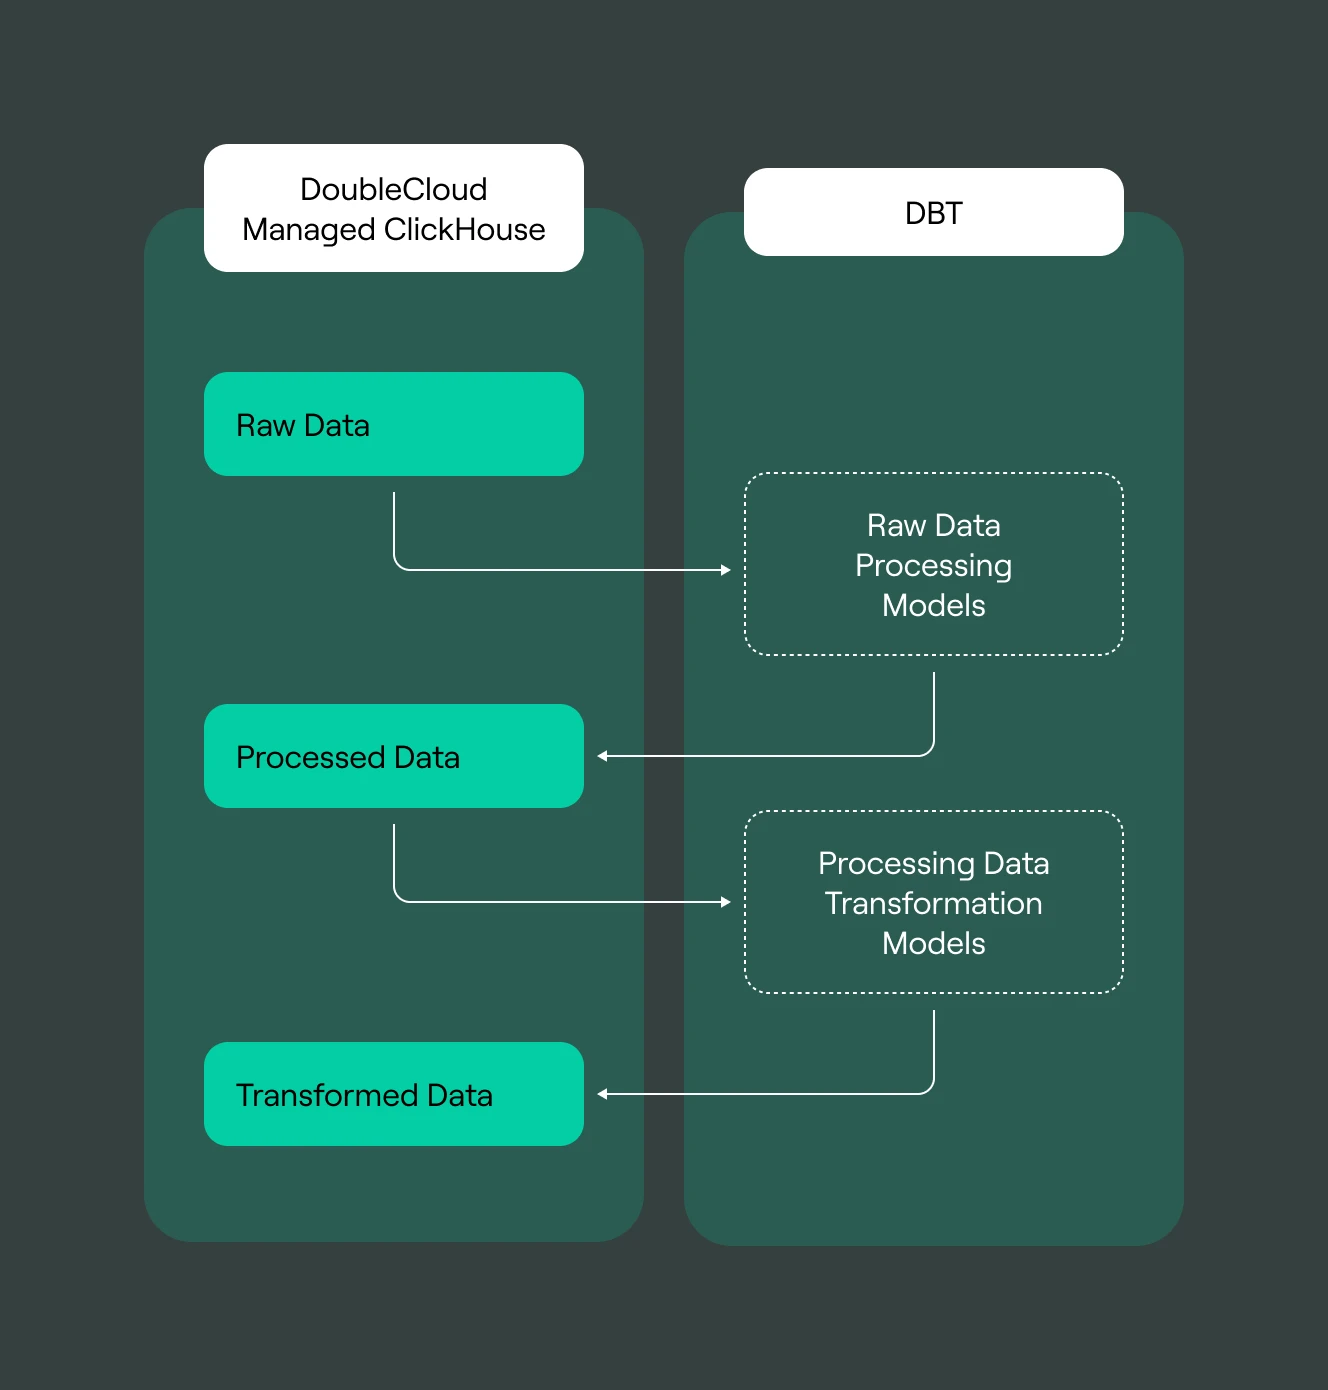 DoubleCloud
Managed ClickHouse
DBT
Raw Data
Raw Data
Processing
Models
Processed Data
Processing Data
Transformation
Models
Transformed Data